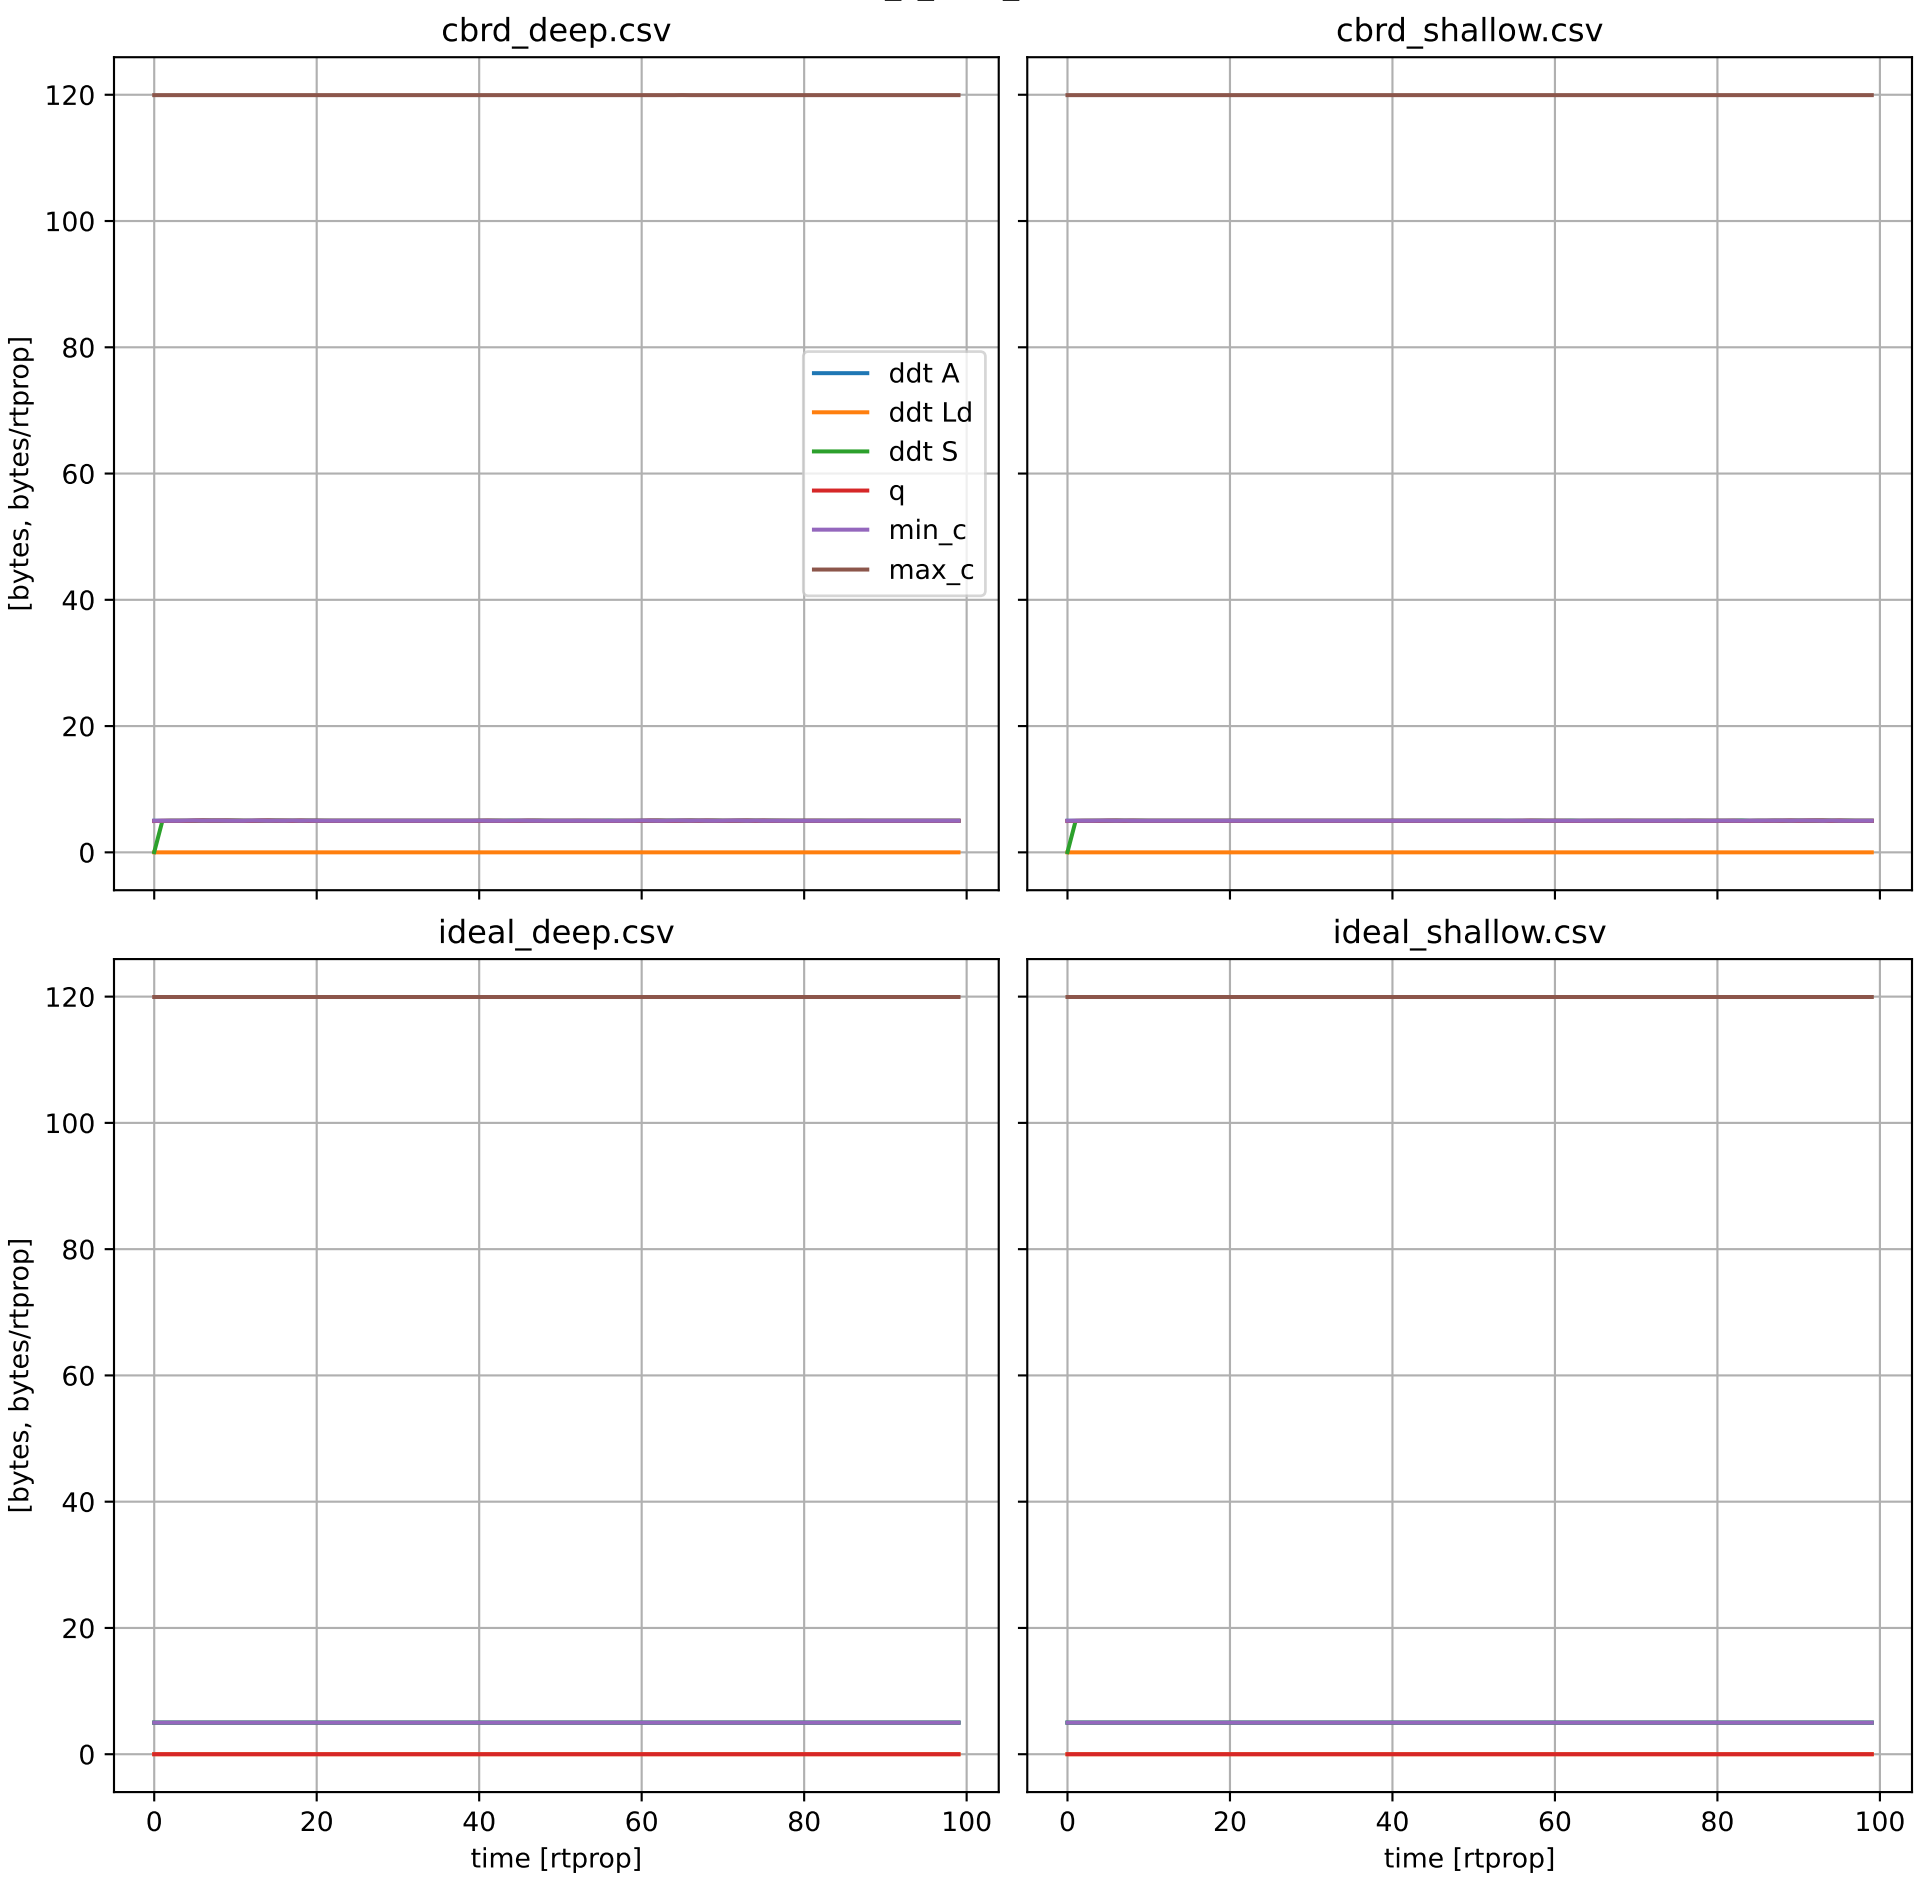 cbrd_deep.csv
cbrd_shallow.csv
120
100
80
60
40
20
0
[bytes, bytes/rtprop]
ddt A
ddt Ld
ddt S
q
min_c
max_c
ideal_deep.csv
ideal_shallow.csv
120
100
80
60
40
20
0
[bytes, bytes/rtprop]
0 20 40 60 80 100
0 20 40 60 80 100
time [rtprop]
time [rtprop]